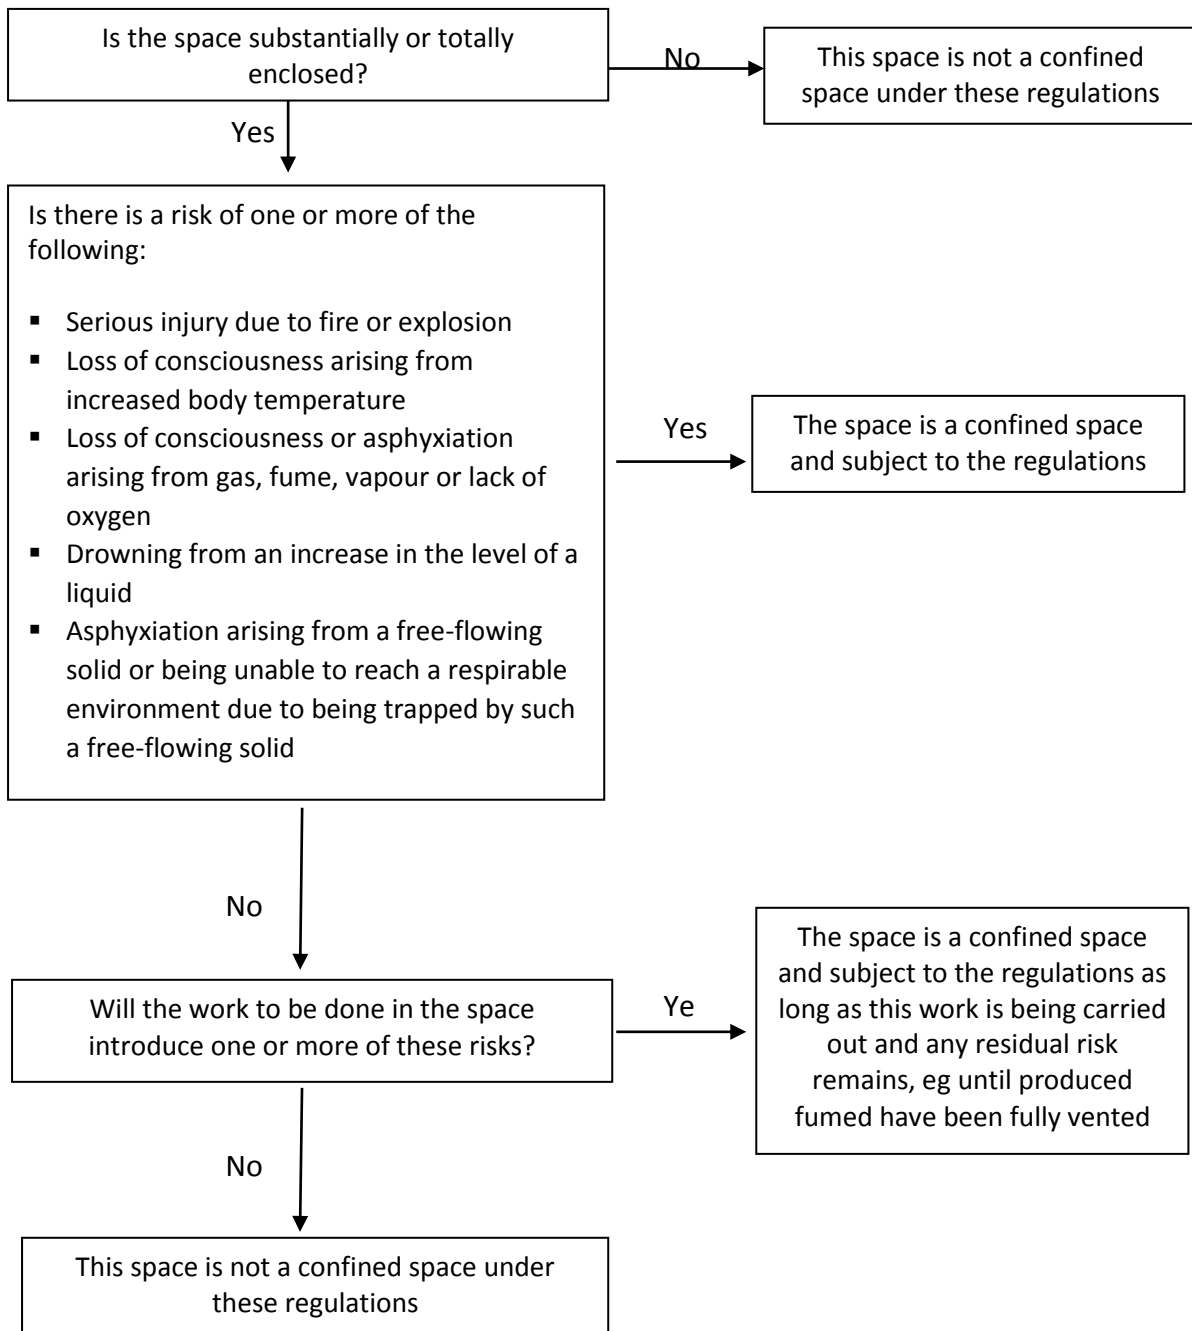 Is the space substantially or totally
enclosed?
No
This space is not a confined
space under these regulations
Yes
Is there is a risk of one or more of the
following:
▪ Serious injury due to fire or explosion
▪ Loss of consciousness arising from
increased body temperature
▪ Loss of consciousness or asphyxiation
arising from gas, fume, vapour or lack of
oxygen
▪ Drowning from an increase in the level of a
liquid
▪ Asphyxiation arising from a free-flowing
solid or being unable to reach a respirable
environment due to being trapped by such
a free-flowing solid
Yes
The space is a confined space
and subject to the regulations
No
Will the work to be done in the space
introduce one or more of these risks?
Ye
The space is a confined space
and subject to the regulations as
long as this work is being carried
out and any residual risk
remains, eg until produced
fumed have been fully vented
No
This space is not a confined space under
these regulations